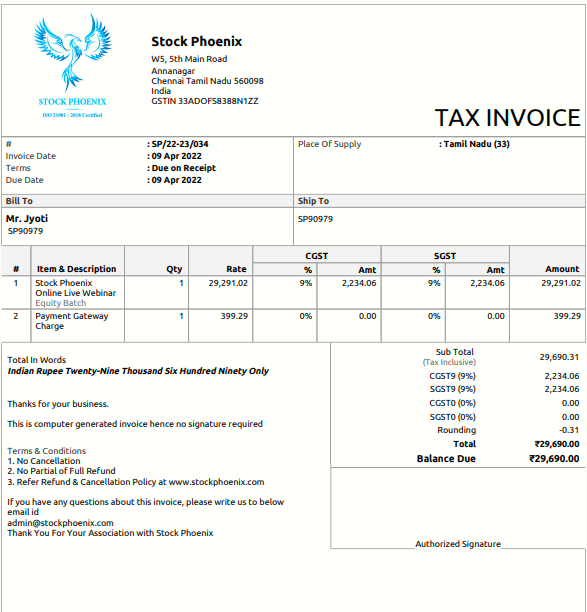 STOCK PHOENIX
ISO 21001 : 2018 Certified
Stock Phoenix
W5, 5th Main Road
Annanagar
Chennai Tamil Nadu 560098
India
GSTIN 33ADOFS8388N1ZZ
TAX INVOICE
# : SP/22-23/034
Invoice Date : 09 Apr 2022
Terms : Due on Receipt
Due Date : 09 Apr 2022
Place Of Supply : Tamil Nadu (33)
Bill To
Mr. Jyoti
SP90979
Ship To
SP90979
# Item & Description Qty Rate CGST % Amt SGST % Amt Amount
1 Stock Phoenix 1 29,291.02 9% 2,234.06 9% 2,234.06 29,291.02
Online Live Webinar
Equity Batch
2 Payment Gateway 1 399.29 0% 0.00 0% 0.00 399.29
Charge
Total In Words
Indian Rupee Twenty-Nine Thousand Six Hundred Ninety Only
Thanks for your business.
This is computer generated invoice hence no signature required
Terms & Conditions
1. No Cancellation
2. No Partial of Full Refund
3. Refer Refund & Cancellation Policy at www.stockphoenix.com
If you have any questions about this invoice, please write us to below
email id
admin@stockphoenix.com
Thank You For Your Association with Stock Phoenix
Sub Total 29,690.31
(Tax Inclusive)
CGST9 (9%) 2,234.06
SGST9 (9%) 2,234.06
CGST0 (0%) 0.00
SGST0 (0%) 0.00
Rounding -0.31
Total ₹29,690.00
Balance Due ₹29,690.00
Authorized Signature